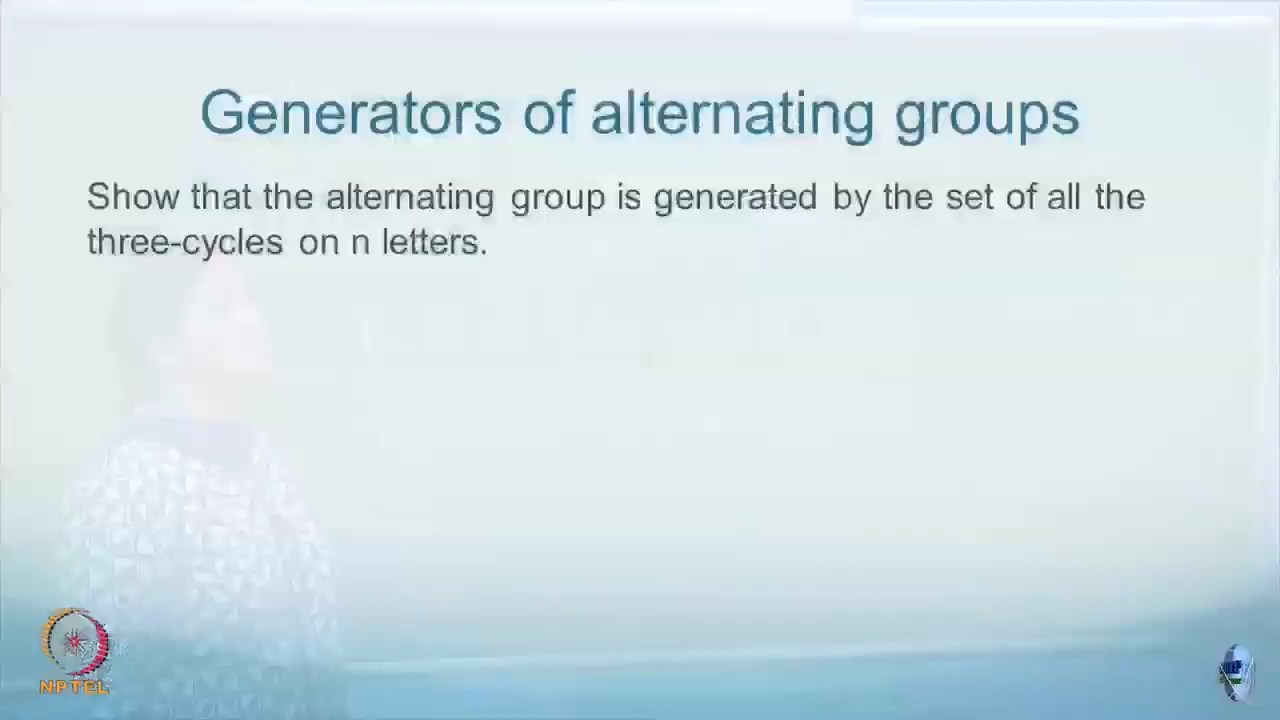 Generators of alternating groups
Show that the alternating group is generated by the set of all the
three-cycles on n letters.
NPTEL